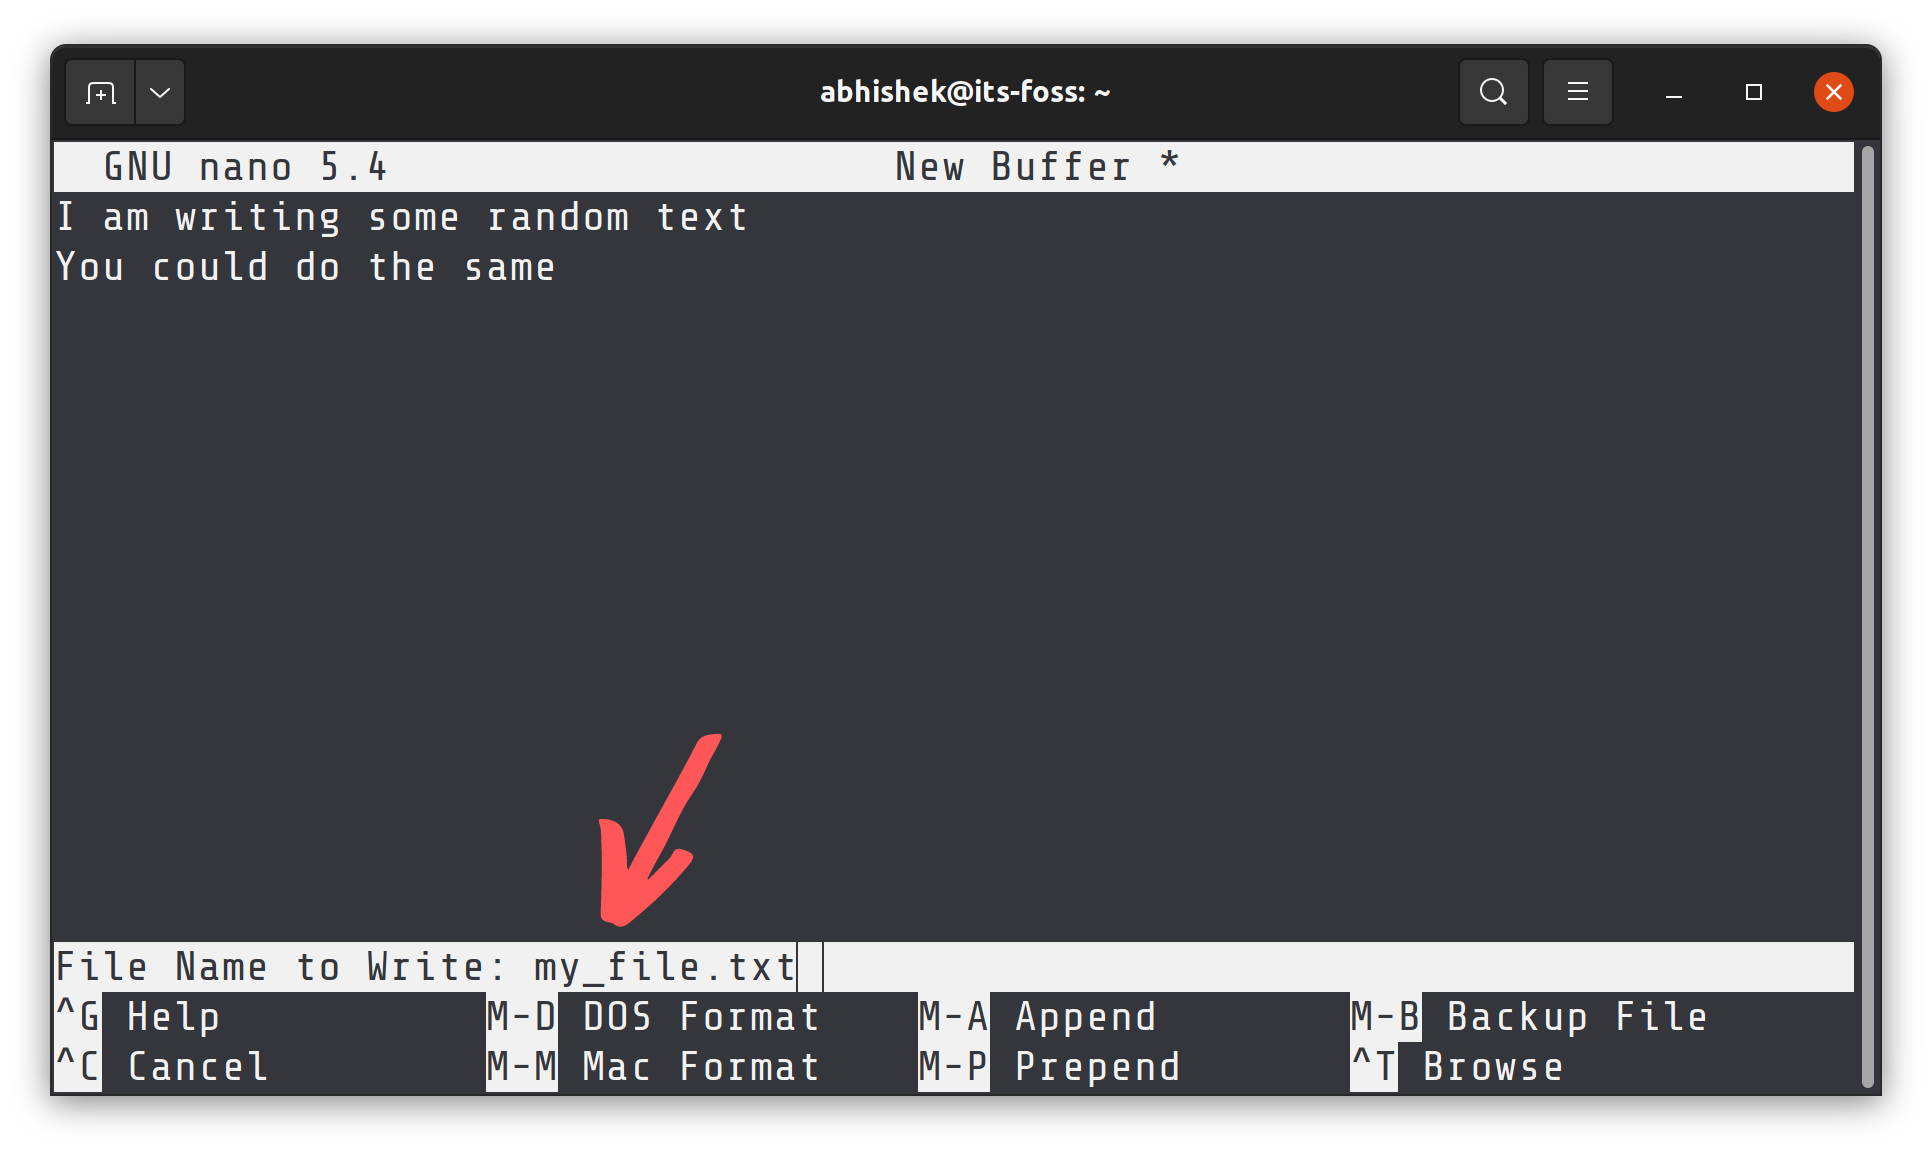 abhishek@its-foss: ~
GNU nano 5.4 New Buffer *
I am writing some random text
You could do the same
File Name to Write: my_file.txt
^G Help M-D DOS Format M-A Append M-B Backup File
^C Cancel M-M Mac Format M-P Prepend ^T Browse